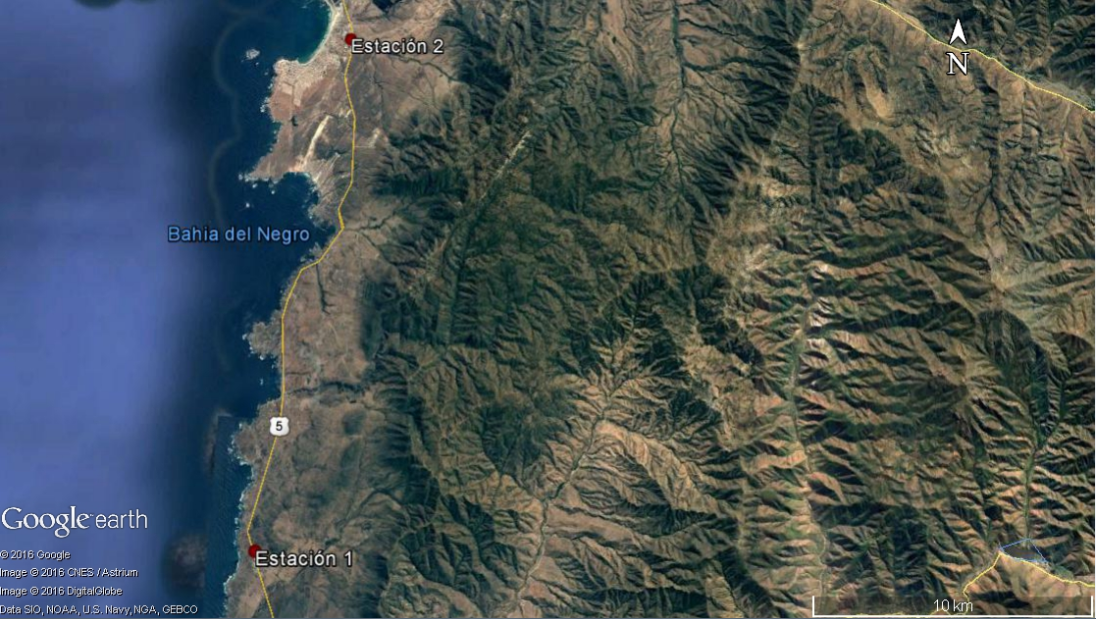 Estación 2
N
Bahia del Negro
5
Google earth
© 2016 Google
Image © 2016 CNES / Astrium
Image © 2016 DigitalGlobe
Data SIO, NOAA, U.S. Navy, NGA, GEBCO
Estación 1
10 km